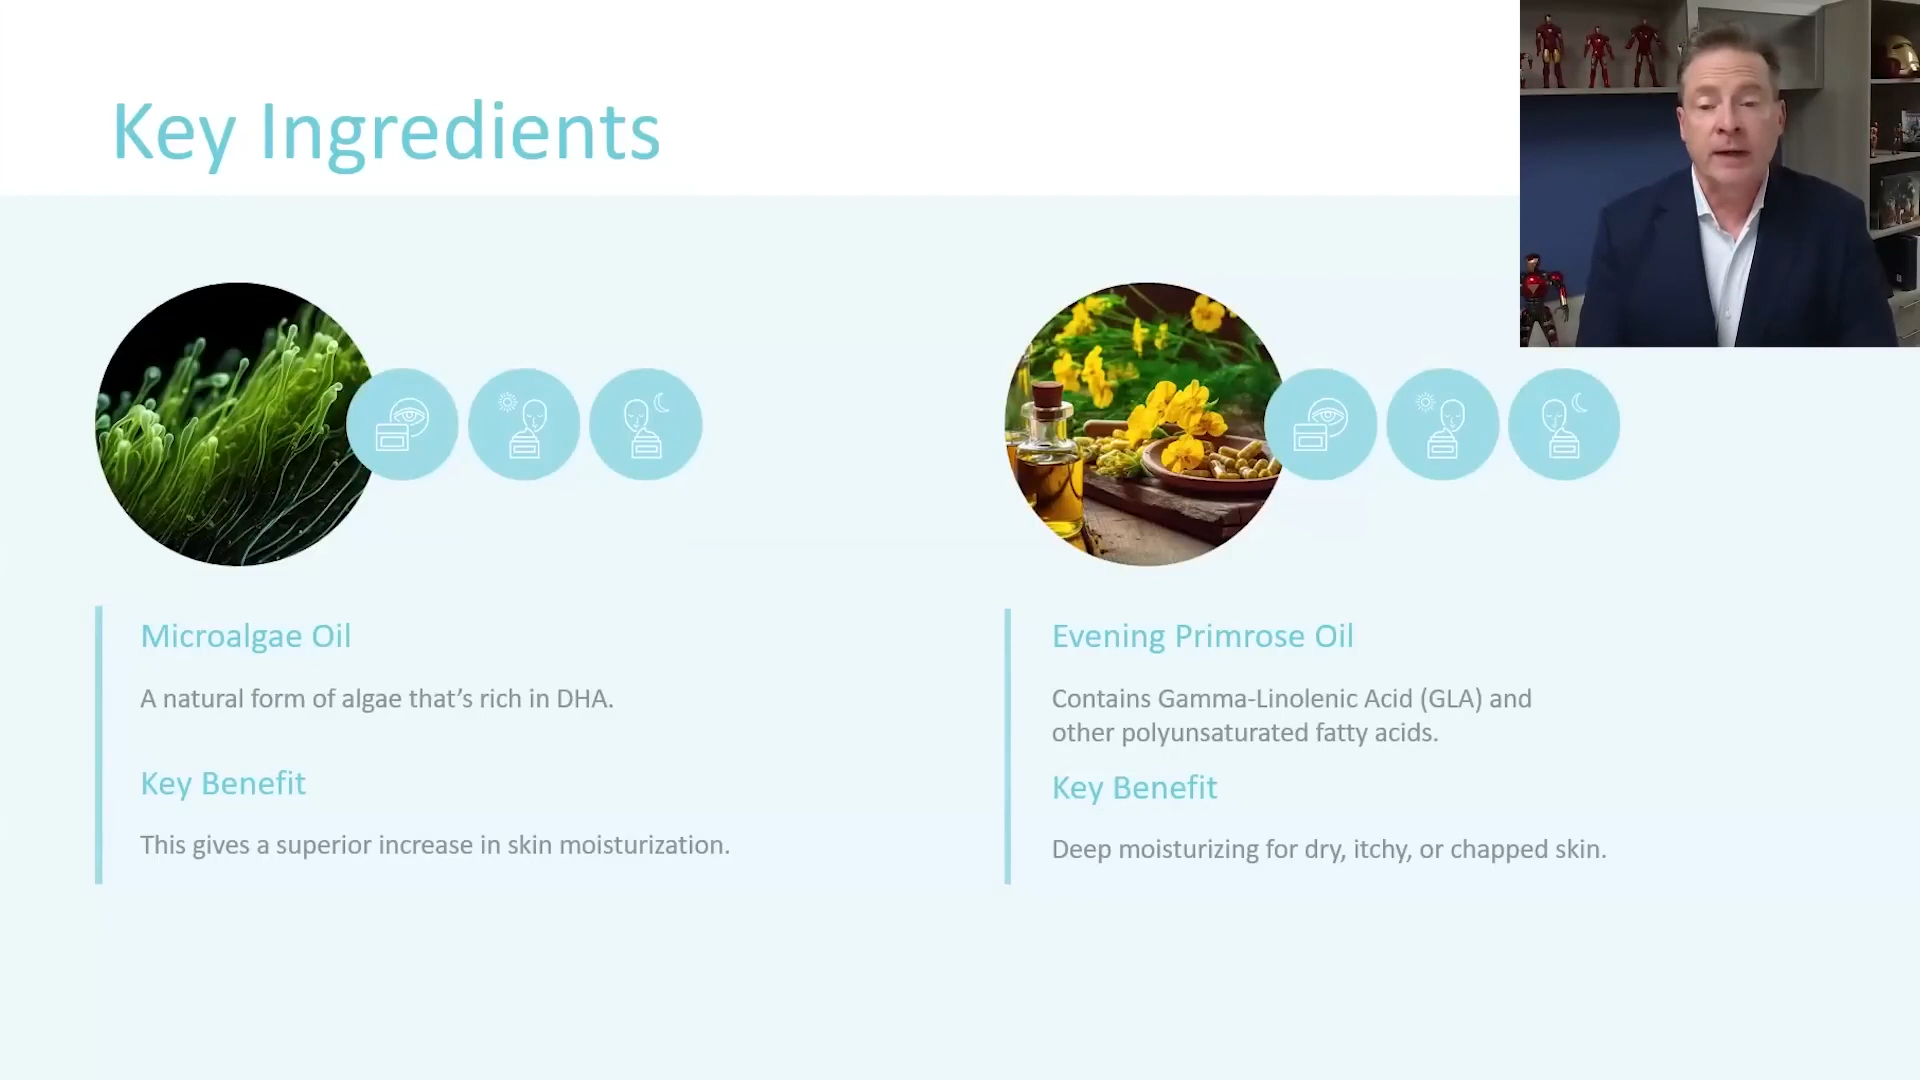 Key Ingredients
Microalgae Oil
A natural form of algae that’s rich in DHA.
Key Benefit
This gives a superior increase in skin moisturization.
Evening Primrose Oil
Contains Gamma-Linolenic Acid (GLA) and
other polyunsaturated fatty acids.
Key Benefit
Deep moisturizing for dry, itchy, or chapped skin.